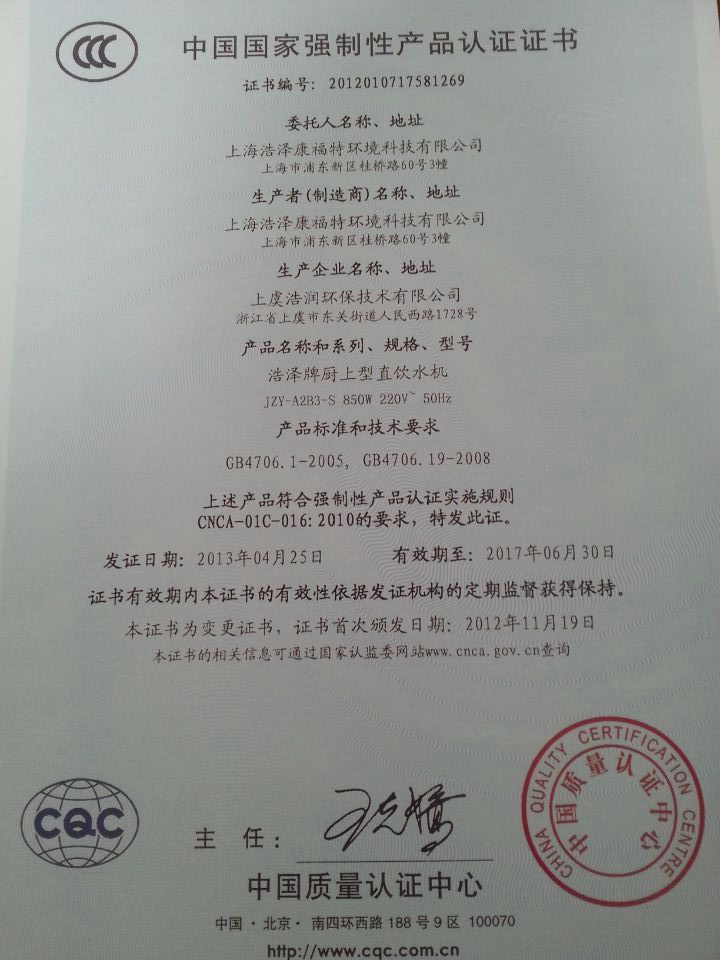 CCC
中国国家强制性产品认证证书
证书编号: 2012010717581269
委托人名称、地址
上海浩泽康福特环境科技有限公司
上海市浦东新区桂桥路60号3幢
生产者(制造商)名称、地址
上海浩泽康福特环境科技有限公司
上海市浦东新区桂桥路60号3幢
生产企业名称、地址
上虞浩润环保技术有限公司
浙江省上虞市东关街道人民西路1728号
产品名称和系列、规格、型号
浩泽牌厨上型直饮水机
JZY-A2B3-S 850W 220V~ 50Hz
产品标准和技术要求
GB4706.1-2005, GB4706.19-2008
上述产品符合强制性产品认证实施规则
CNCA-01C-016:2010的要求，特发此证。
发证日期: 2013年04月25日 有效期至: 2017年06月30日
证书有效期内本证书的有效性依据发证机构的定期监督获得保持。
本证书为变更证书，证书首次颁发日期: 2012年11月19日
本证书的相关信息可通过国家认监委网站www.cnca.gov.cn查询
CHINA QUALITY CERTIFICATION CENTRE
中国质量认证中心
CQC
主 任:
中国质量认证中心
中国·北京·南四环西路 188 号 9 区 100070
http://www.cqc.com.cn